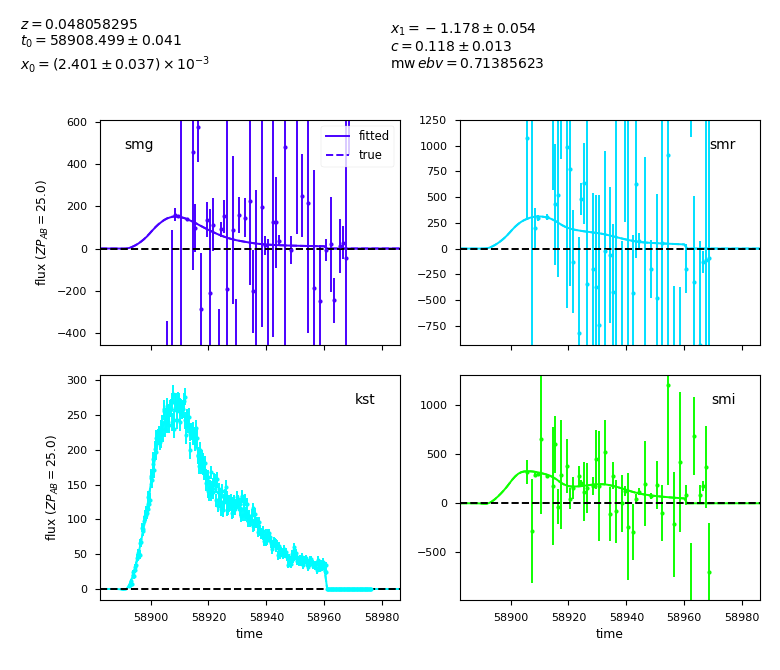 z = 0.048058295
t₀ = 58908.499 ± 0.041
x₀ = (2.401 ± 0.037) × 10⁻³
x₁ = −1.178 ± 0.054
c = 0.118 ± 0.013
mwebv = 0.71385623
smg
fitted
true
600
400
200
0
−200
−400
flux (ZP_AB = 25.0)
smr
1250
1000
750
500
250
0
−250
−500
−750
kst
300
250
200
150
100
50
0
flux (ZP_AB = 25.0)
58900 58920 58940 58960 58980
time
smi
1000
500
0
−500
58900 58920 58940 58960 58980
time